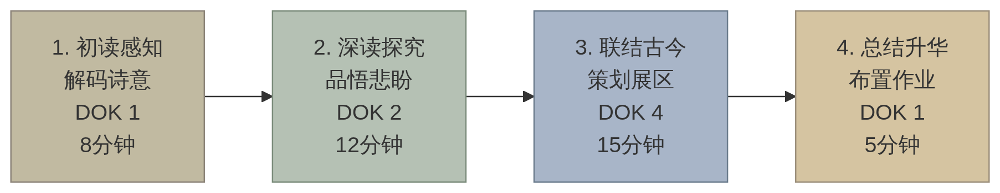 1. 初读感知
解码诗意
DOK 1
8分钟
2. 深读探究
品悟悲盼
DOK 2
12分钟
3. 联结古今
策划展区
DOK 4
15分钟
4. 总结升华
布置作业
DOK 1
5分钟